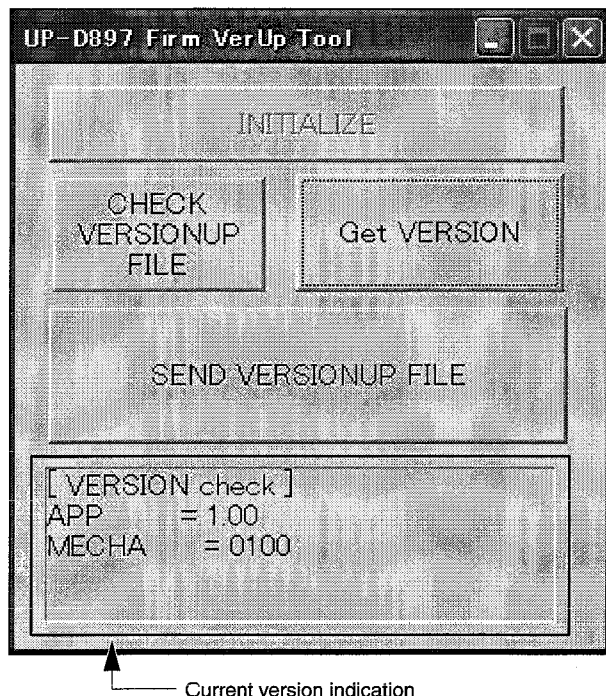 UP-D897 Firm VerUp Tool
INITIALIZE
CHECK
VERSIONUP
FILE
Get VERSION
SEND VERSIONUP FILE
[ VERSION check ]
APP = 1.00
MECHA = 0100
Current version indication